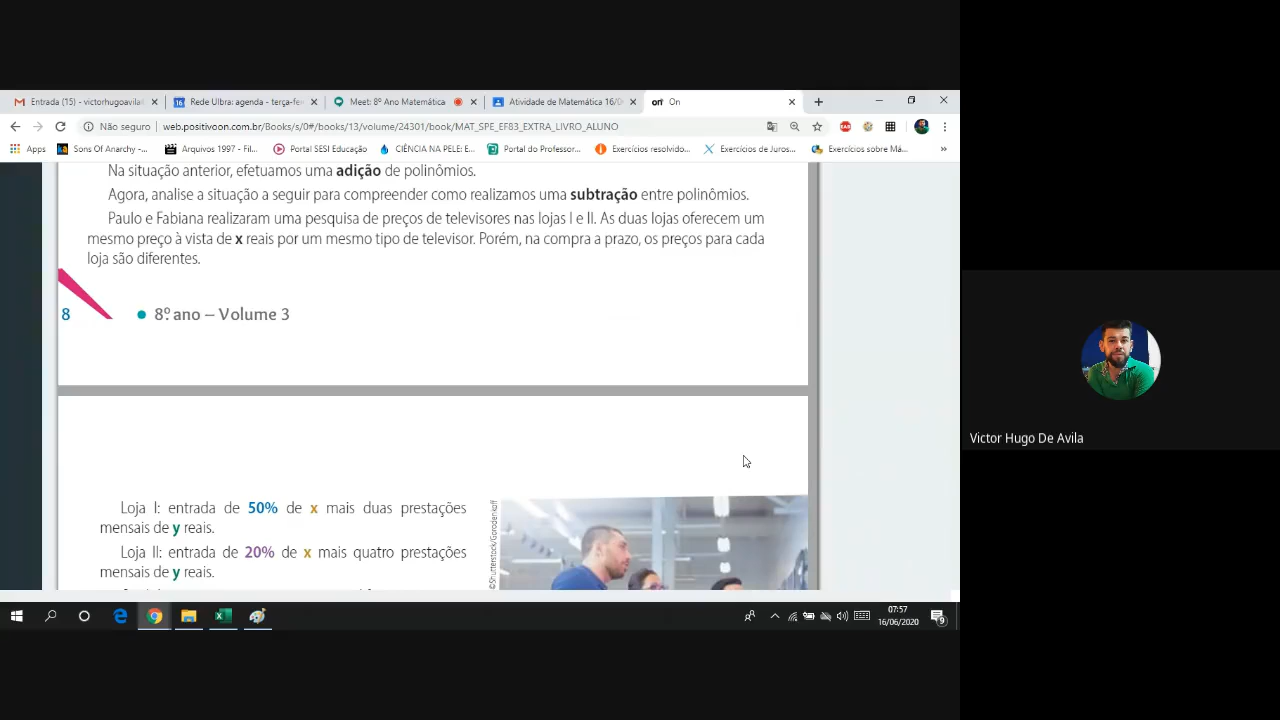 Entrada (15) - victorhugoavila
Rede Ulbra: agenda - terça-fei
Meet: 8º Ano Matemática
Atividade de Matemática 16/0
on
On
Não seguro
web.positivoon.com.br/Books/s/0#/books/13/volume/24301/book/MAT_SPE_EF83_EXTRA_LIVRO_ALUNO
Apps
Sons Of Anarchy -...
Arquivos 1997 - Fil...
Portal SESI Educação
CIÊNCIA NA PELE: E...
Portal do Professor...
Exercícios resolvido...
Exercícios de Juros...
Exercícios sobre Má...
»
Na situação anterior, efetuamos uma adição de polinômios.
Agora, analise a situação a seguir para compreender como realizamos uma subtração entre polinômios.
Paulo e Fabiana realizaram uma pesquisa de preços de televisores nas lojas I e II. As duas lojas oferecem um
mesmo preço à vista de x reais por um mesmo tipo de televisor. Porém, na compra a prazo, os preços para cada
loja são diferentes.
8
8º. ano – Volume 3
Loja I: entrada de 50% de x mais duas prestações
mensais de y reais.
Loja II: entrada de 20% de x mais quatro prestações
mensais de y reais.
©Shutterstock/Gorodenkoff
07:57
16/06/2020
9
Victor Hugo De Avila